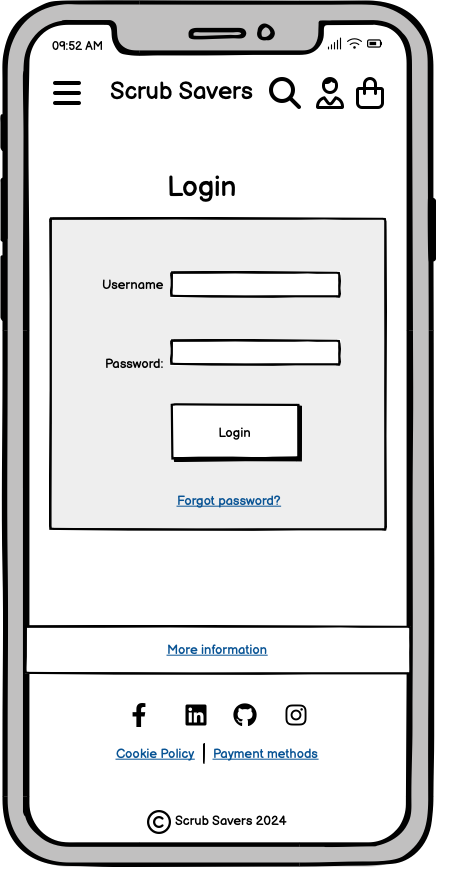 09:52 AM
Scrub Savers
Login
Username
Password:
Login
Forgot password?
More information
Cookie Policy | Payment methods
© Scrub Savers 2024